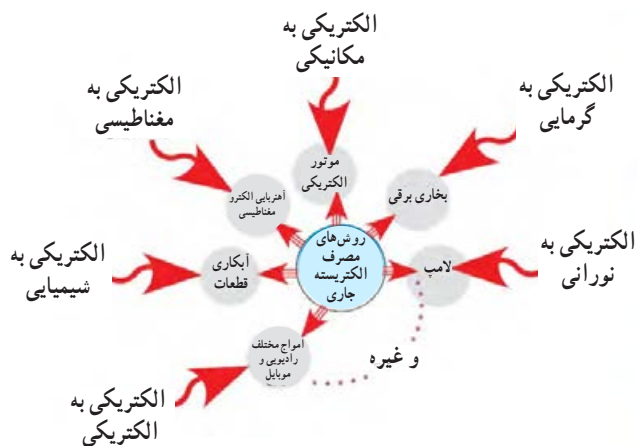 الکتریکی به
مکانیکی
الکتریکی به
گرمایی
الکتریکی به
مغناطیسی
موتور
الکتریکی
بخاری برقی
آهنربایی الکترو
مغناطیسی
روش‌های
مصرف
الکتریسته
جاری
الکتریکی به
نورانی
لامپ
آبکاری
قطعات
الکتریکی به
شیمیایی
امواج مختلف
رادیویی و
موبایل
و غیره
الکتریکی به
الکتریکی